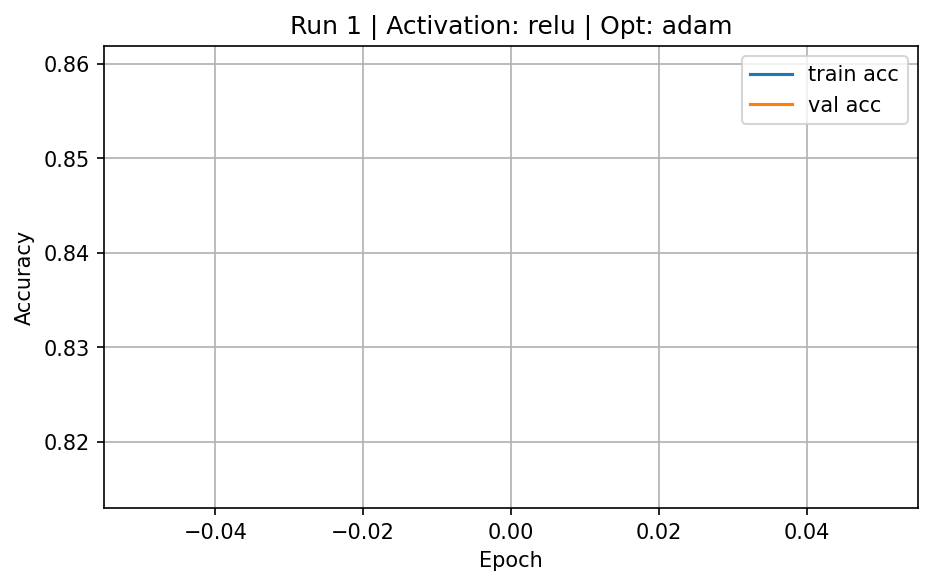 Run 1 | Activation: relu | Opt: adam
train acc
val acc
Accuracy
0.86
0.85
0.84
0.83
0.82
−0.04 −0.02 0.00 0.02 0.04
Epoch